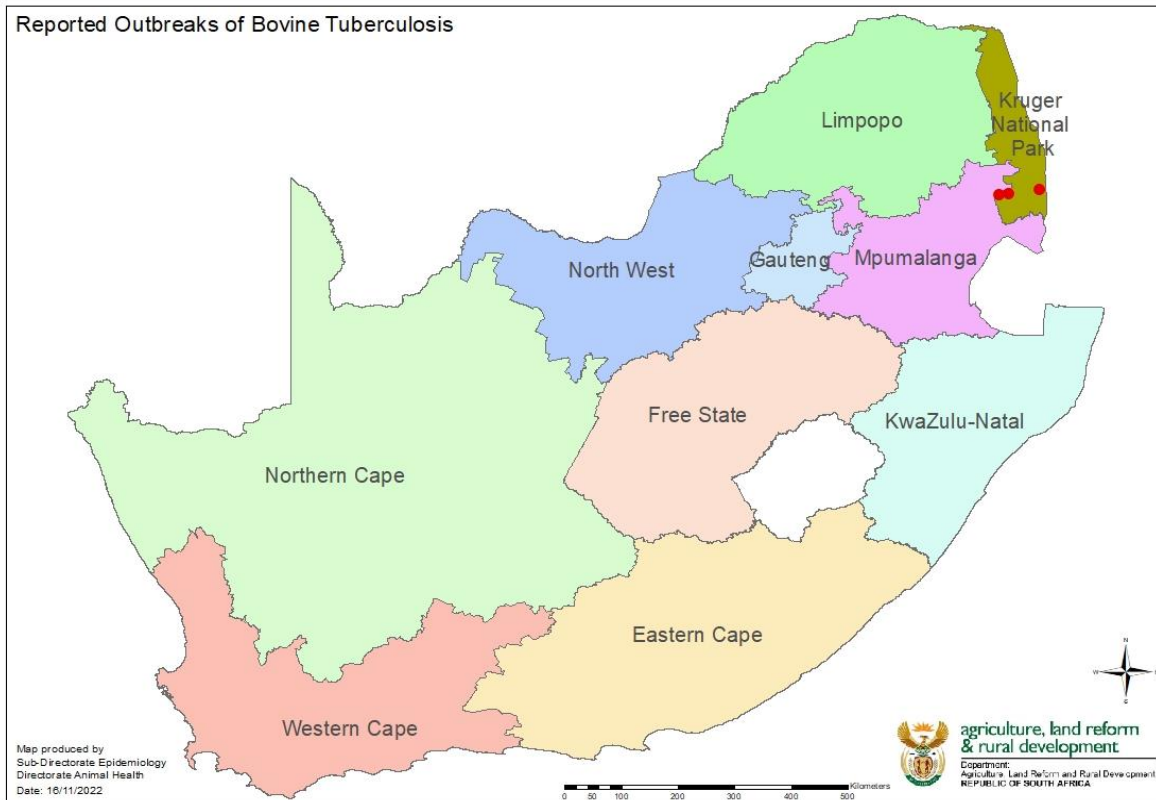 Reported Outbreaks of Bovine Tuberculosis
Limpopo
Kruger
National
Park
North West
Gauteng
Mpumalanga
Free State
KwaZulu-Natal
Northern Cape
Eastern Cape
Western Cape
N
W
S
Map produced by
Sub-Directorate Epidemiology
Directorate Animal Health
Date: 16/11/2022
Kilometers
0 50 100 200 300 400 500
agriculture, land reform
& rural development
Department:
Agriculture, Land Reform and Rural Development
REPUBLIC OF SOUTH AFRICA